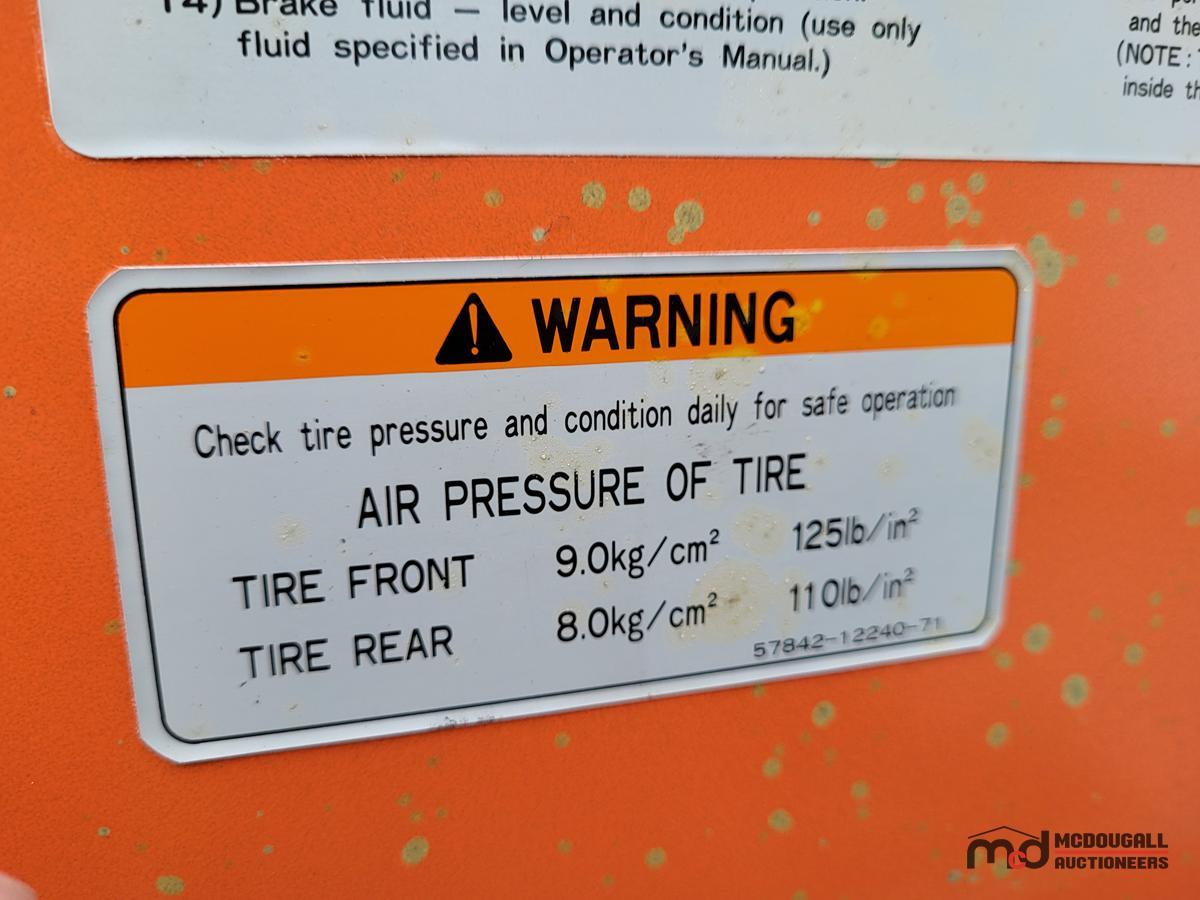 14) Brake fluid — level and condition (use only
fluid specified in Operator's Manual.)
and the
(NOTE:
inside th
WARNING
Check tire pressure and condition daily for safe operation
AIR PRESSURE OF TIRE
TIRE FRONT 9.0kg/cm² 125lb/in²
TIRE REAR 8.0kg/cm² 110lb/in²
57842-12240-71
mcd MCDOUGALL
AUCTIONEERS